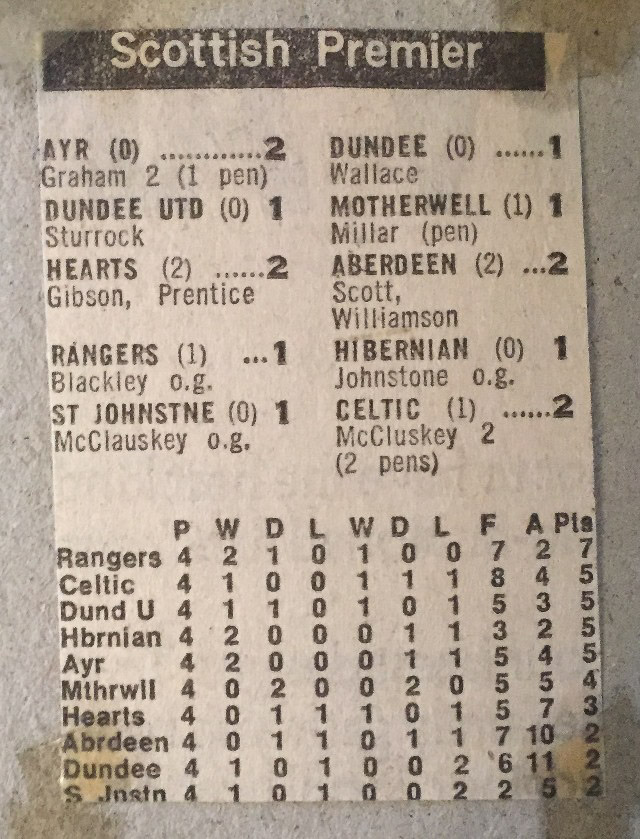 Scottish Premier
AYR (0) ............2 DUNDEE (0) ......1
Graham 2 (1 pen) Wallace
DUNDEE UTD (0) 1 MOTHERWELL (1) 1
Sturrock Millar (pen)
HEARTS (2) ......2 ABERDEEN (2) ...2
Gibson, Prentice Scott,
Williamson
RANGERS (1) ...1 HIBERNIAN (0) 1
Blackley o.g. Johnstone o.g.
ST JOHNSTNE (0) 1 CELTIC (1) ......2
McClauskey o.g. McCluskey 2
(2 pens)
P W D L W D L F A Pts
Rangers 4 2 1 0 1 0 0 7 2 7
Celtic 4 1 0 0 1 1 1 8 4 5
Dund U 4 1 1 0 1 0 1 5 3 5
Hbrnian 4 2 0 0 0 1 1 3 2 5
Ayr 4 2 0 0 0 1 1 5 4 5
Mthrwll 4 0 2 0 0 2 0 5 5 4
Hearts 4 0 1 1 1 0 1 5 7 3
Abrdeen 4 0 1 1 0 1 1 7 10 2
Dundee 4 1 0 1 0 0 2 6 11 2
S Jnstn 4 1 0 1 0 0 2 2 5 2